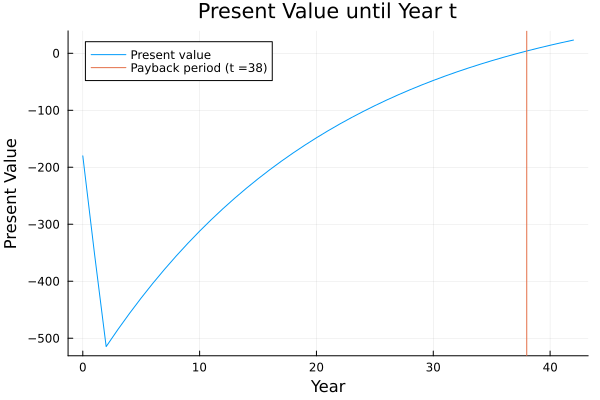 Present Value until Year t
Present value
Payback period (t =38)
Present Value
0
−100
−200
−300
−400
−500
0
10
20
30
40
Year